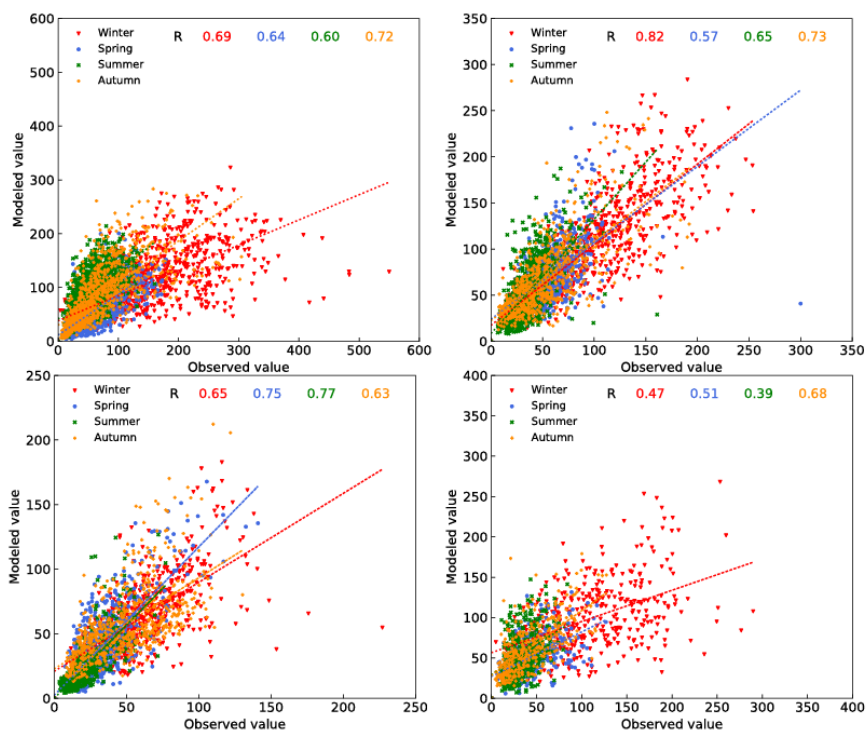 600
500
400
300
200
100
0
Modeled value
Winter R 0.69 0.64 0.60 0.72
Spring
Summer
Autumn
0 100 200 300 400 500 600
Observed value
350
300
250
200
150
100
50
0
Modeled value
Winter R 0.82 0.57 0.65 0.73
Spring
Summer
Autumn
0 50 100 150 200 250 300 350
Observed value
250
200
150
100
50
0
Modeled value
Winter R 0.65 0.75 0.77 0.63
Spring
Summer
Autumn
0 50 100 150 200 250
Observed value
400
350
300
250
200
150
100
50
0
Modeled value
Winter R 0.47 0.51 0.39 0.68
Spring
Summer
Autumn
0 50 100 150 200 250 300 350 400
Observed value